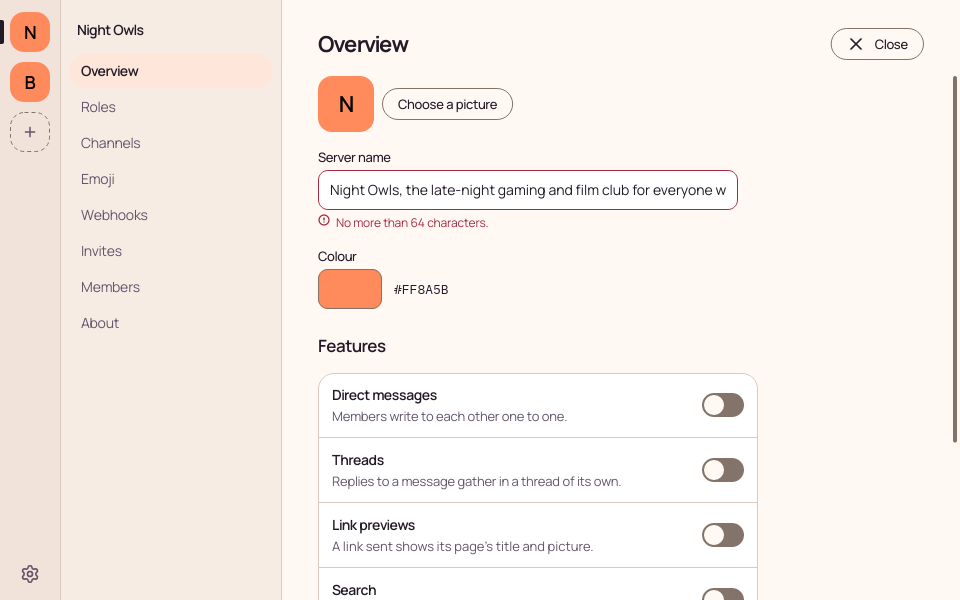 N
B
Night Owls
Overview
Roles
Channels
Emoji
Webhooks
Invites
Members
About
Overview
Close
N
Choose a picture
Server name
Night Owls, the late-night gaming and film club for everyone w
No more than 64 characters.
Colour
#FF8A5B
Features
Direct messages
Members write to each other one to one.
Threads
Replies to a message gather in a thread of its own.
Link previews
A link sent shows its page's title and picture.
Search